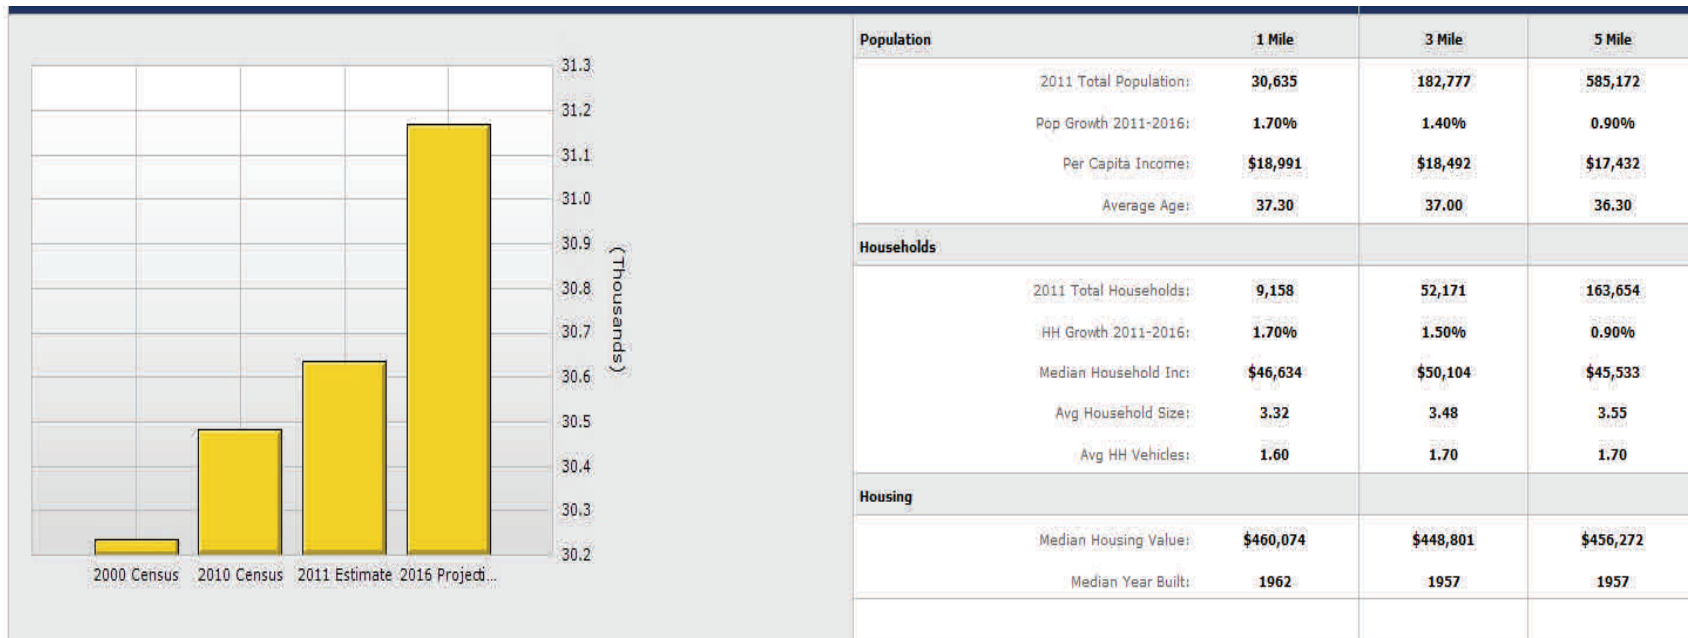 31.3
31.2
31.1
31.0
30.9
30.8
30.7
30.6
30.5
30.4
30.3
30.2
(Thousands)
2000 Census 2010 Census 2011 Estimate 2016 Projecti...
Population 1 Mile 3 Mile 5 Mile
2011 Total Population: 30,635 182,777 585,172
Pop Growth 2011-2016: 1.70% 1.40% 0.90%
Per Capita Income: $18,991 $18,492 $17,432
Average Age: 37.30 37.00 36.30
Households
2011 Total Households: 9,158 52,171 163,654
HH Growth 2011-2016: 1.70% 1.50% 0.90%
Median Household Inc: $46,634 $50,104 $45,533
Avg Household Size: 3.32 3.48 3.55
Avg HH Vehicles: 1.60 1.70 1.70
Housing
Median Housing Value: $460,074 $448,801 $456,272
Median Year Built: 1962 1957 1957